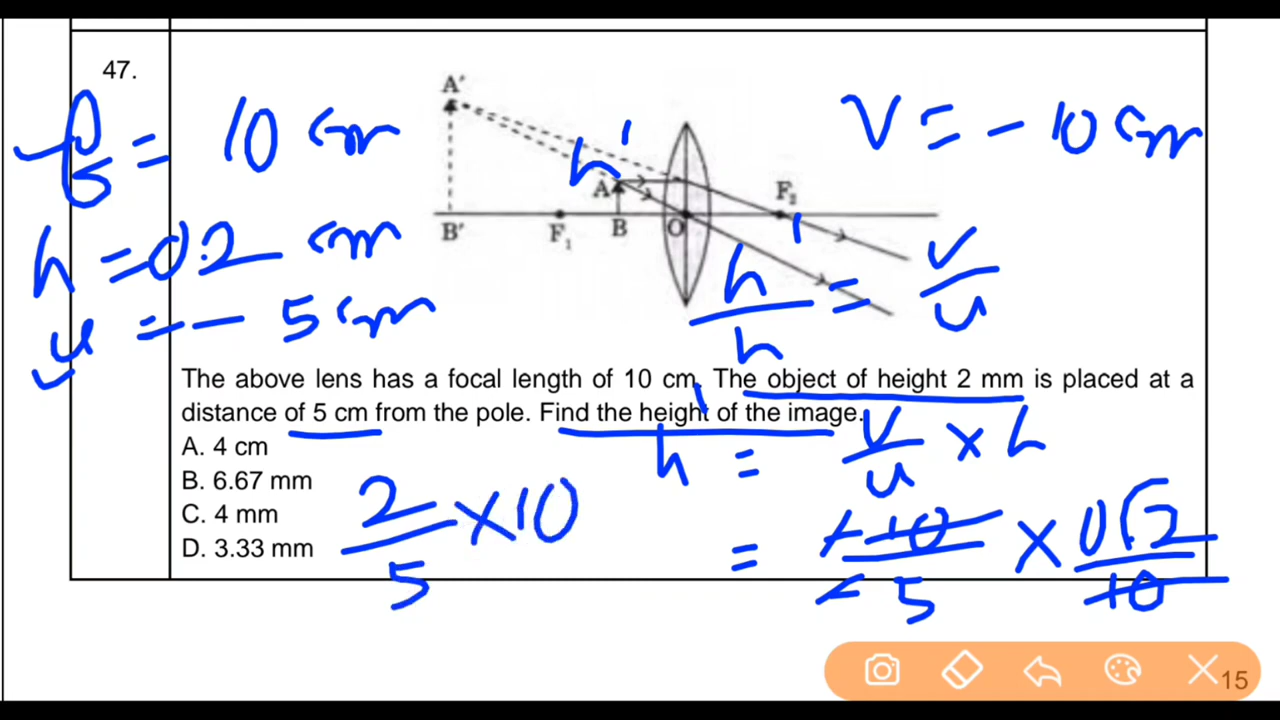 47.
A′
f = 10 cm
h′
v = - 10 cm
A
F₂
B′
F₁
B
O
h = 0.2 cm
h′/h = v/u
u = - 5 cm
The above lens has a focal length of 10 cm. The object of height 2 mm is placed at a
distance of 5 cm from the pole. Find the height of the image.
A. 4 cm
h′ = v/u × h
B. 6.67 mm
C. 4 mm
2/5 × 10
D. 3.33 mm
15